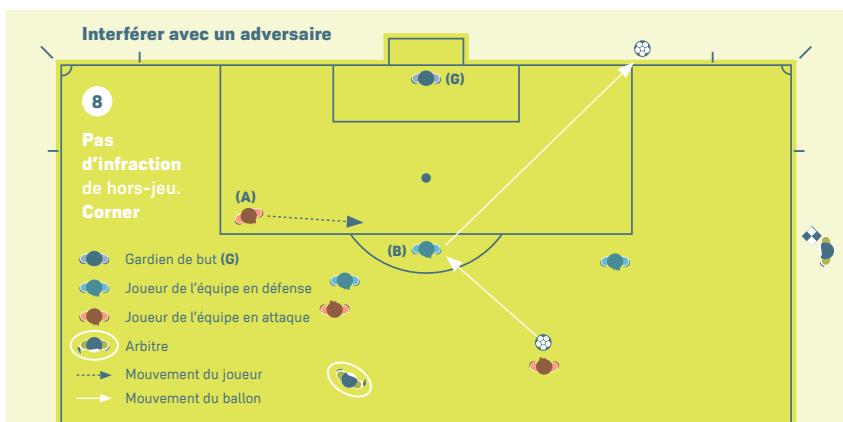 Interférer avec un adversaire
(G)
8
Pas
d’infraction
de hors-jeu.
Corner
(A)
(B)
Gardien de but (G)
Joueur de l’équipe en défense
Joueur de l’équipe en attaque
Arbitre
Mouvement du joueur
Mouvement du ballon